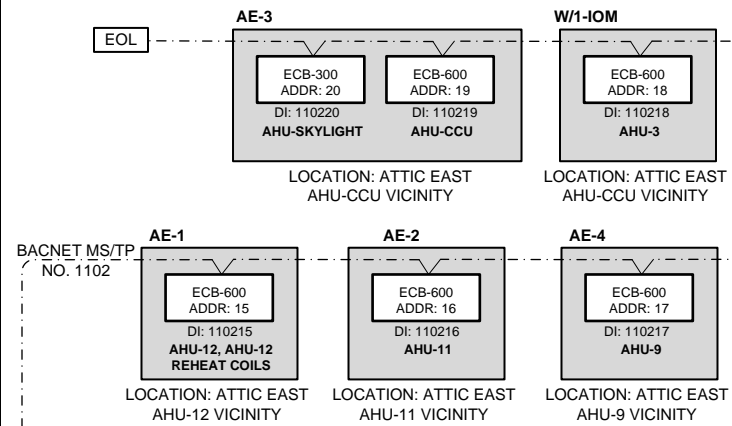 AE-3
W/1-IOM
EOL
ECB-300
ADDR: 20
ECB-600
ADDR: 19
ECB-600
ADDR: 18
DI: 110220
DI: 110219
DI: 110218
AHU-SKYLIGHT
AHU-CCU
AHU-3
LOCATION: ATTIC EAST
AHU-CCU VICINITY
LOCATION: ATTIC EAST
AHU-CCU VICINITY
AE-1
AE-2
AE-4
BACNET MS/TP
NO. 1102
ECB-600
ADDR: 15
ECB-600
ADDR: 16
ECB-600
ADDR: 17
DI: 110215
DI: 110216
DI: 110217
AHU-12, AHU-12
REHEAT COILS
AHU-11
AHU-9
LOCATION: ATTIC EAST
AHU-12 VICINITY
LOCATION: ATTIC EAST
AHU-11 VICINITY
LOCATION: ATTIC EAST
AHU-9 VICINITY